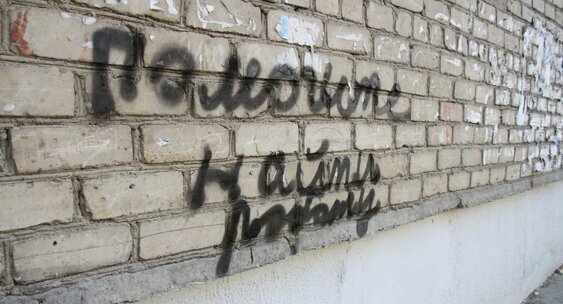 Помогите
найти
работу